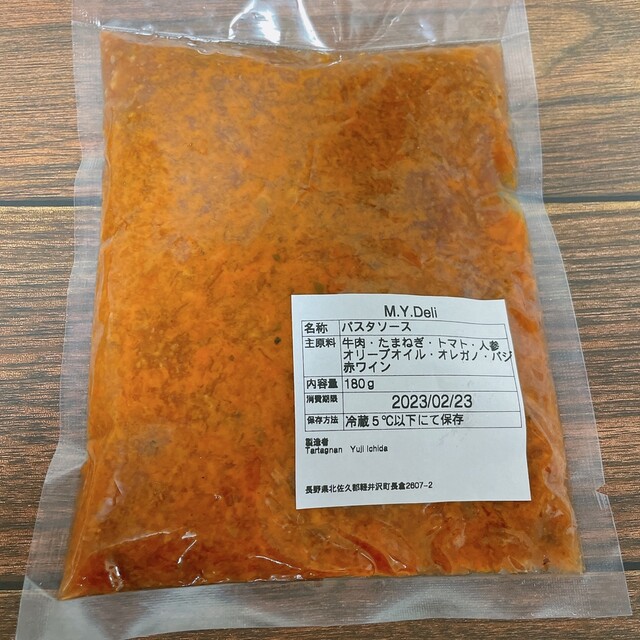 M.Y.Deli
名称 パスタソース
主原料 牛肉・たまねぎ・トマト・人参
オリーブオイル・オレガノ・バジ
赤ワイン
内容量 180g
消費期限 2023/02/23
保存方法 冷蔵5℃以下にて保存
製造者
Tartagnan Yuji Ichida
長野県北佐久郡軽井沢町長倉2607-2